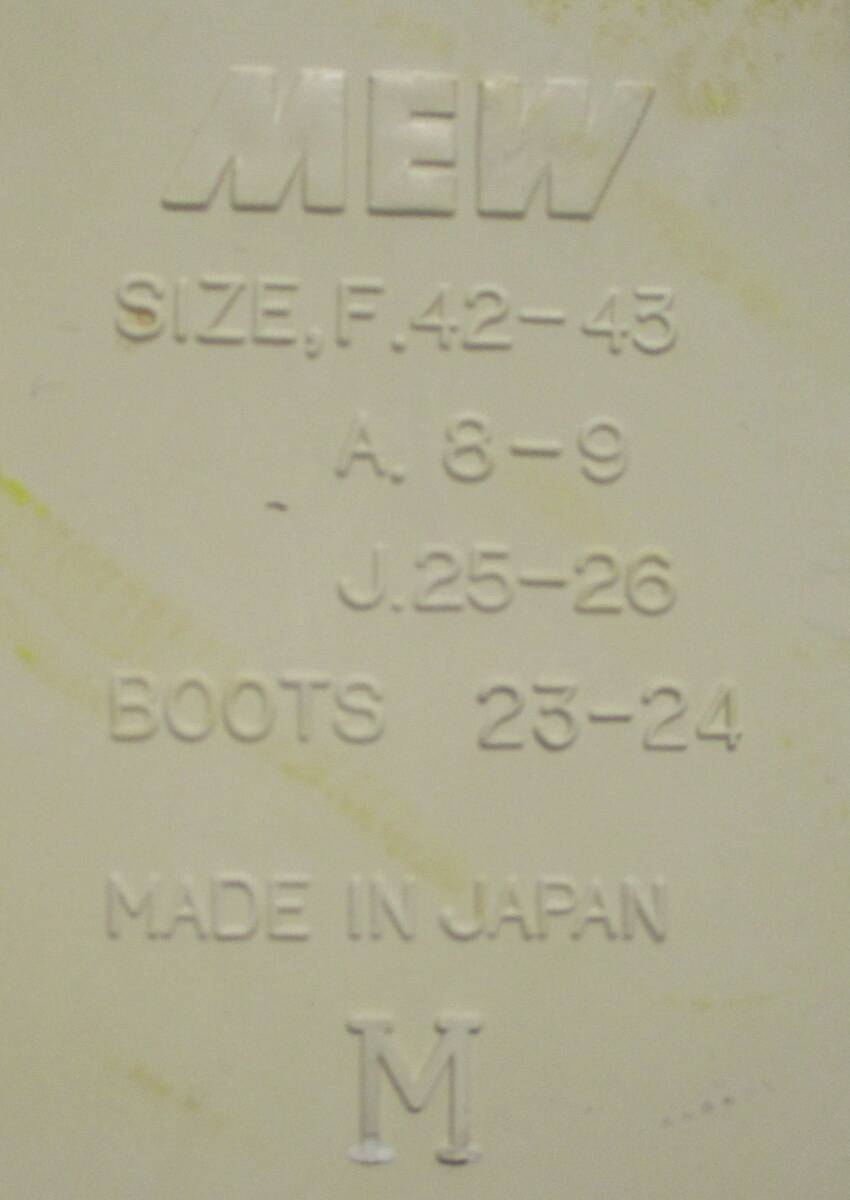 MEW
SIZE, F. 42-43
A. 8-9
J. 25-26
BOOTS 23-24
MADE IN JAPAN
M